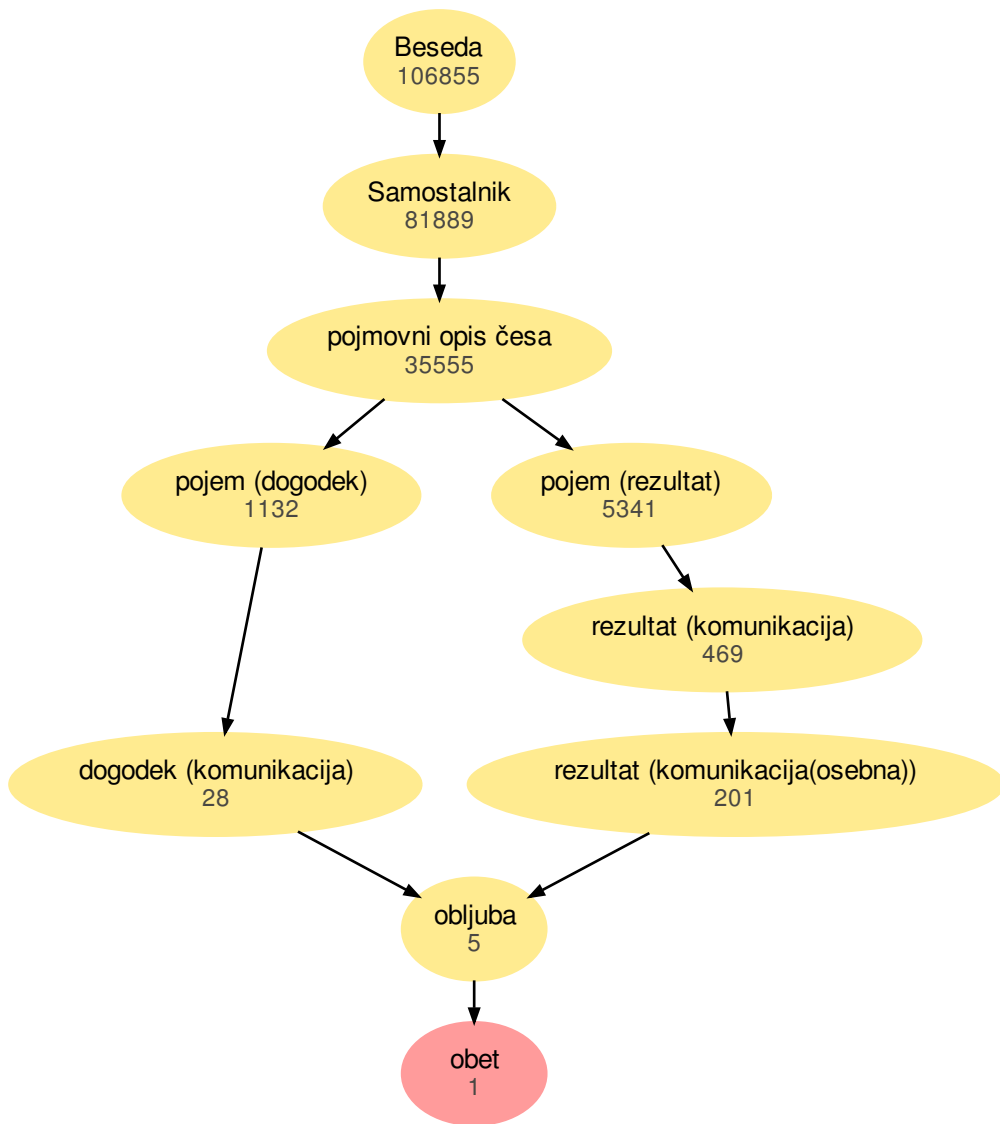 Beseda
106855
Samostalnik
81889
pojmovni opis česa
35555
pojem (dogodek)
1132
pojem (rezultat)
5341
rezultat (komunikacija)
469
dogodek (komunikacija)
28
rezultat (komunikacija(osebna))
201
obljuba
5
obet
1